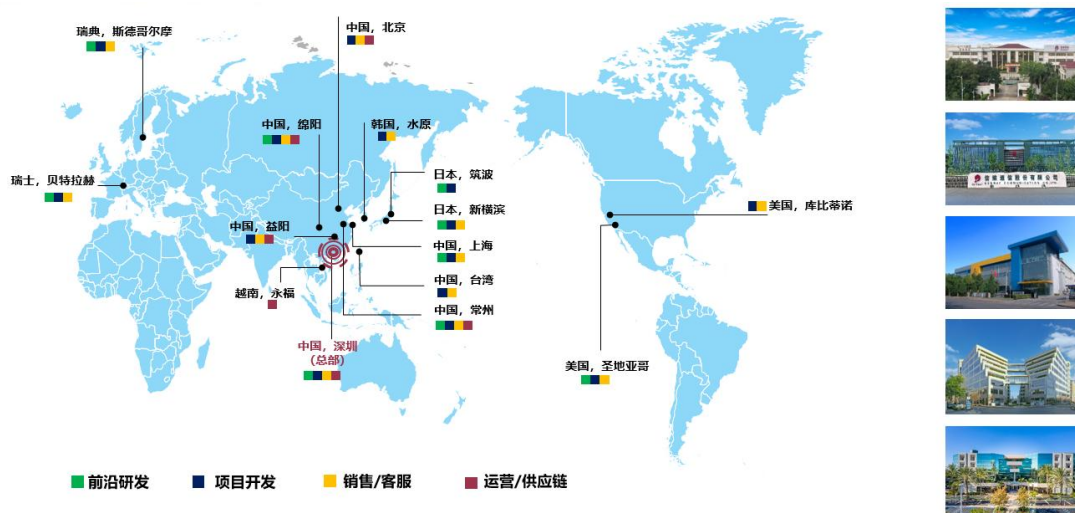 瑞典，斯德哥尔摩
中国，北京
中国，绵阳
韩国，水原
瑞士，贝特拉赫
日本，筑波
日本，新横滨
美国，库比蒂诺
中国，益阳
中国，上海
中国，台湾
越南，永福
中国，常州
中国，深圳
（总部）
美国，圣地亚哥
前沿研发
项目开发
销售/客服
运营/供应链